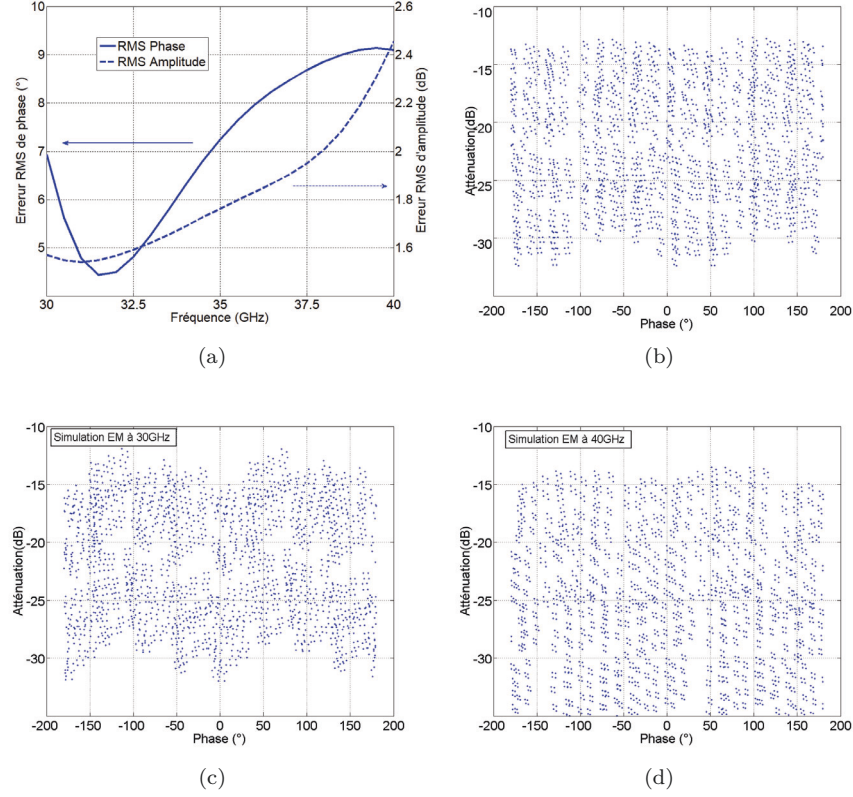 10
9
8
7
6
5
4
2.6
2.4
2.2
2
1.8
1.6
RMS Phase
RMS Amplitude
Errerur RMS de phase (°)
Erreur RMS d'amplitude (dB)
30 32.5 35 37.5 40
Fréquence (GHz)
(a)
-10
-15
-20
-25
-30
Atténuation(dB)
-200 -150 -100 -50 0 50 100 150 200
Phase (°)
(b)
Simulation EM à 30GHz
-10
-15
-20
-25
-30
Atténuation(dB)
-200 -150 -100 -50 0 50 100 150 200
Phase (°)
(c)
Simulation EM à 40GHz
-10
-15
-20
-25
-30
Atténuation(dB)
-200 -150 -100 -50 0 50 100 150 200
Phase (°)
(d)